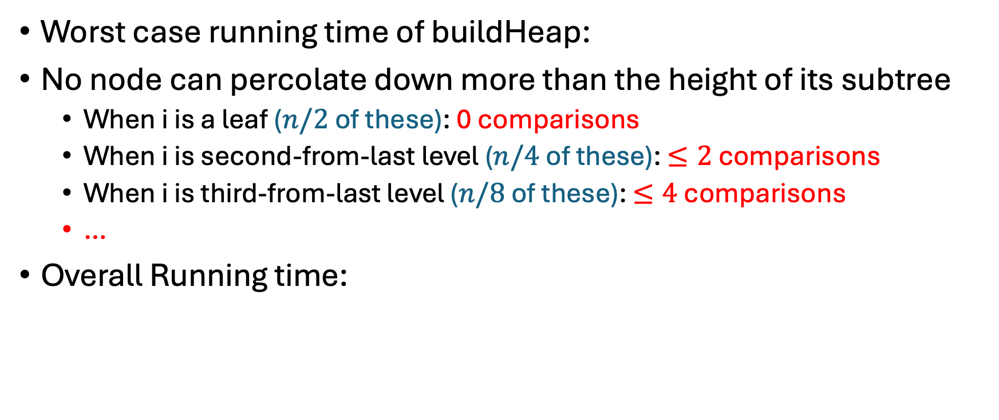 • Worst case running time of buildHeap:
• No node can percolate down more than the height of its subtree
• When i is a leaf (n/2 of these): 0 comparisons
• When i is second-from-last level (n/4 of these): ≤ 2 comparisons
• When i is third-from-last level (n/8 of these): ≤ 4 comparisons
• ...
• Overall Running time: